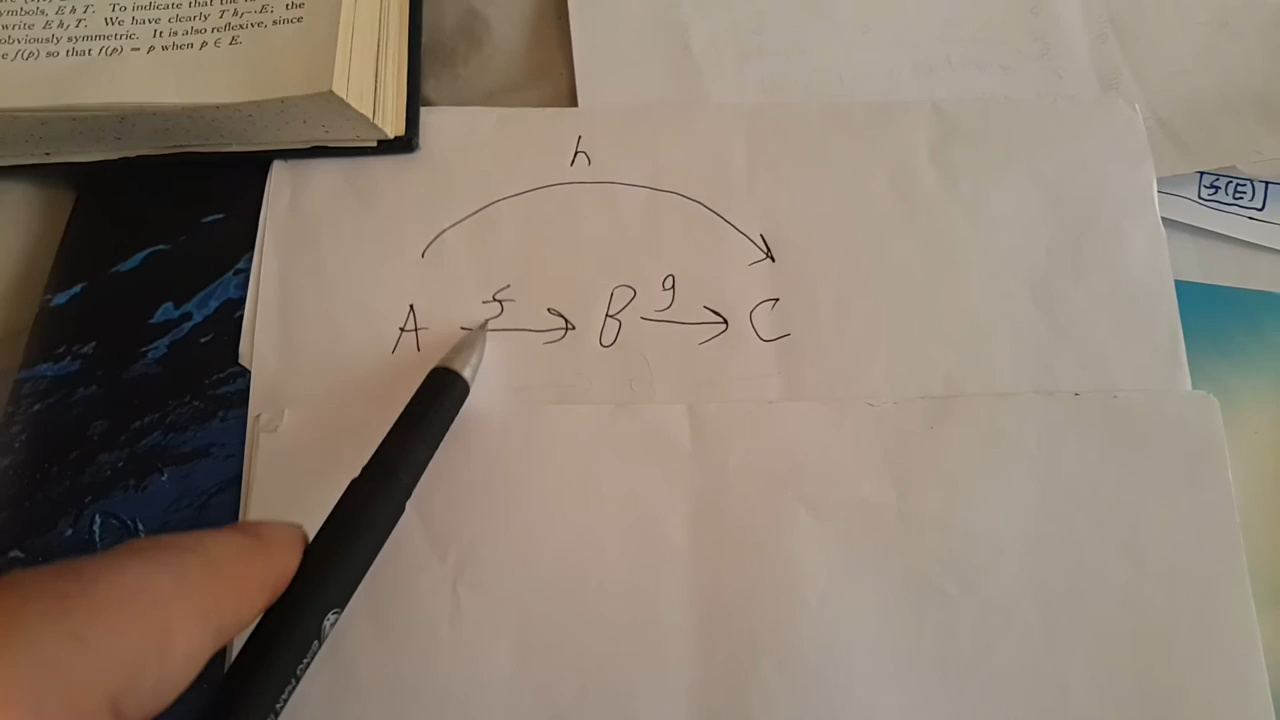 symbols, E h T. To indicate that the
write E h_f T. We have clearly T h_f-1 E; the
obviously symmetric. It is also reflexive, since
f(p) so that f(p) = p when p ∈ E.
h
A f B g C
f(E)